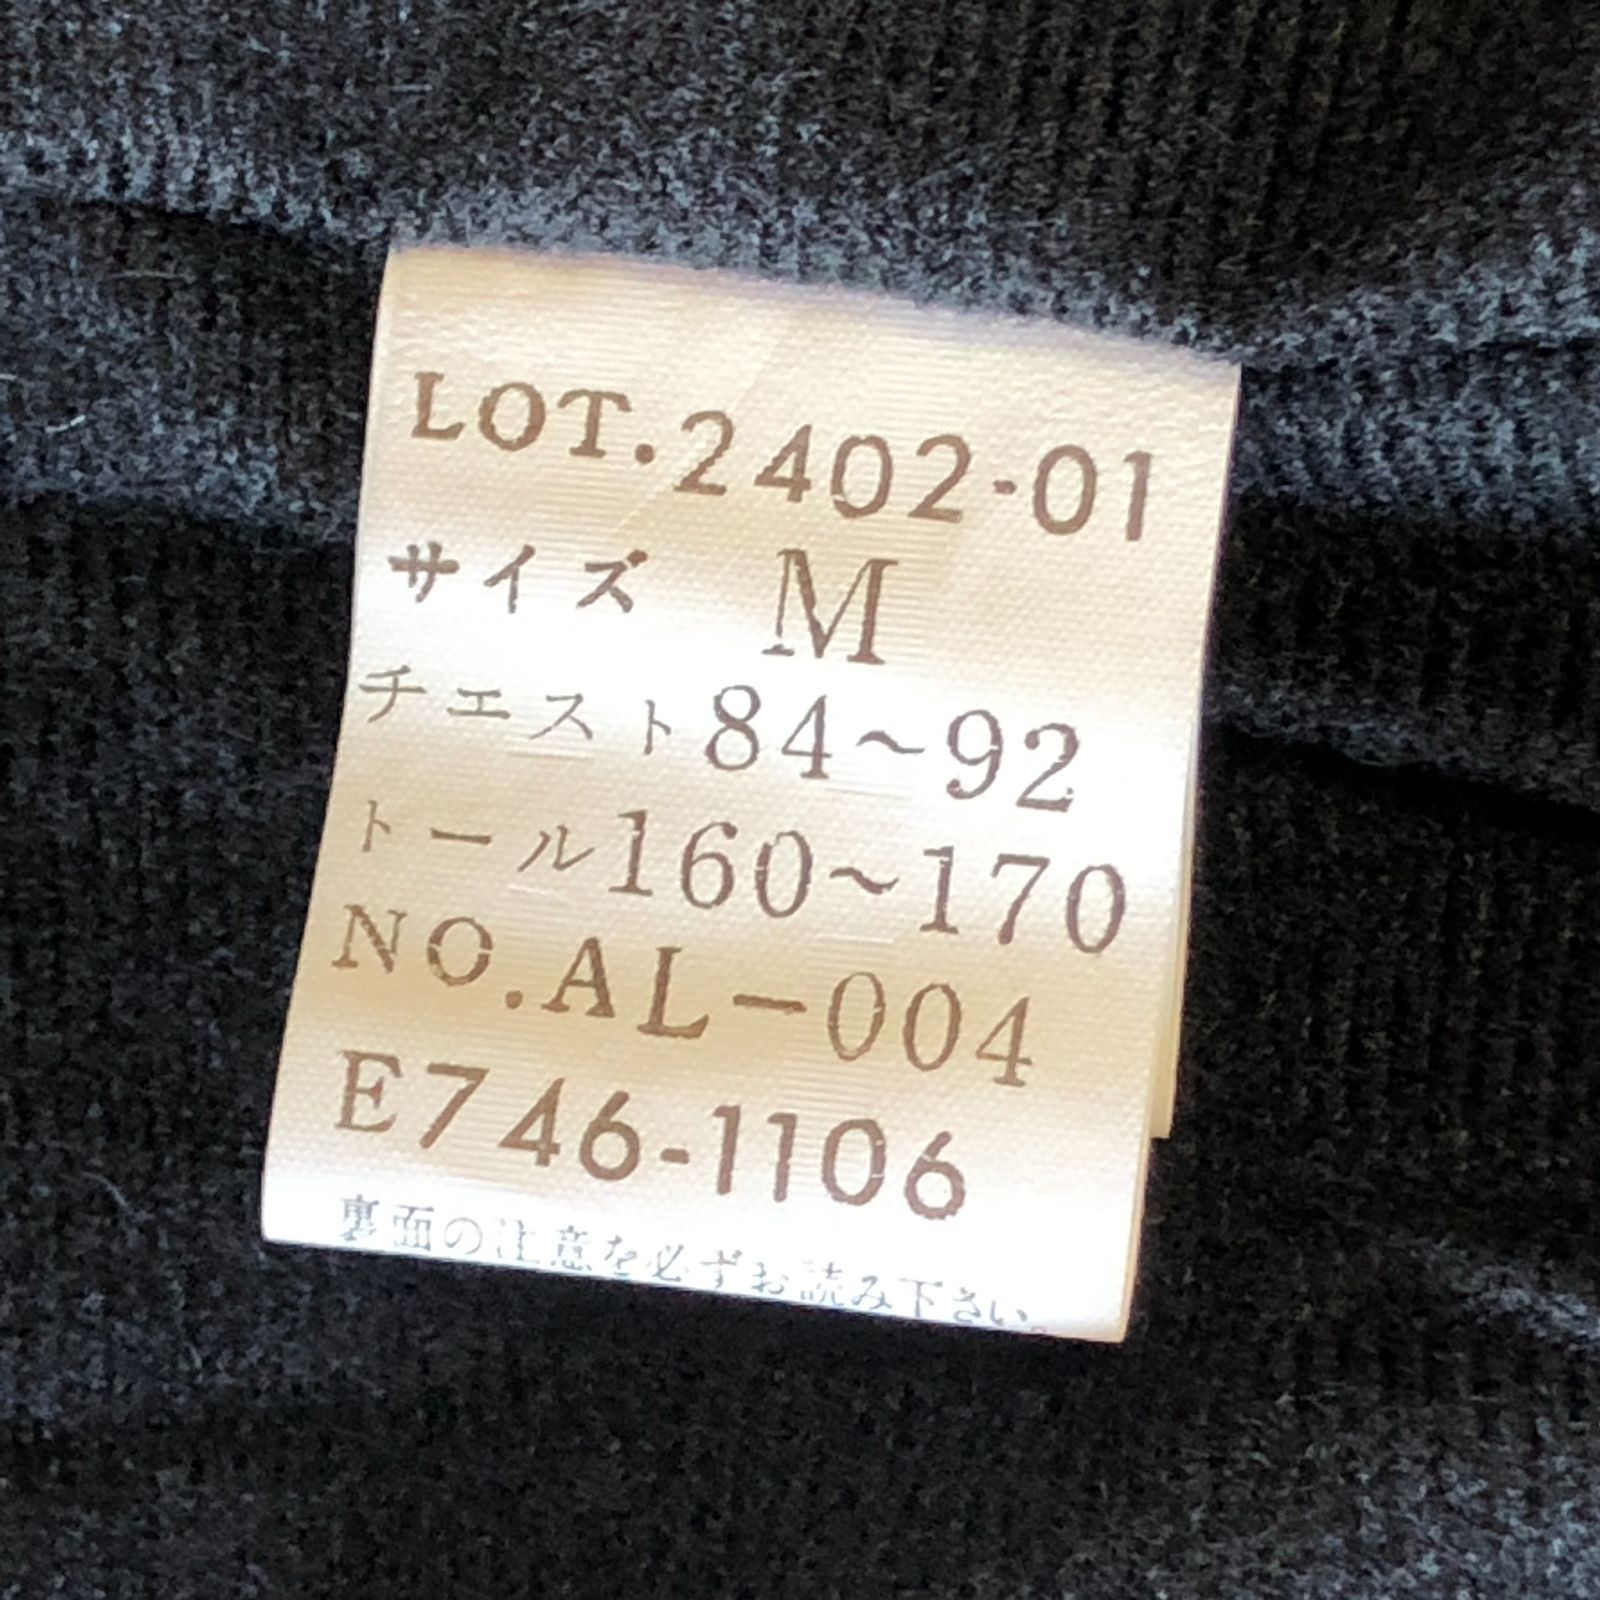 LOT.2402-01
サイズ M
チェスト84~92
トール160~170
NO.AL-004
E746-1106
裏面の注意を必ずお読み下さい。